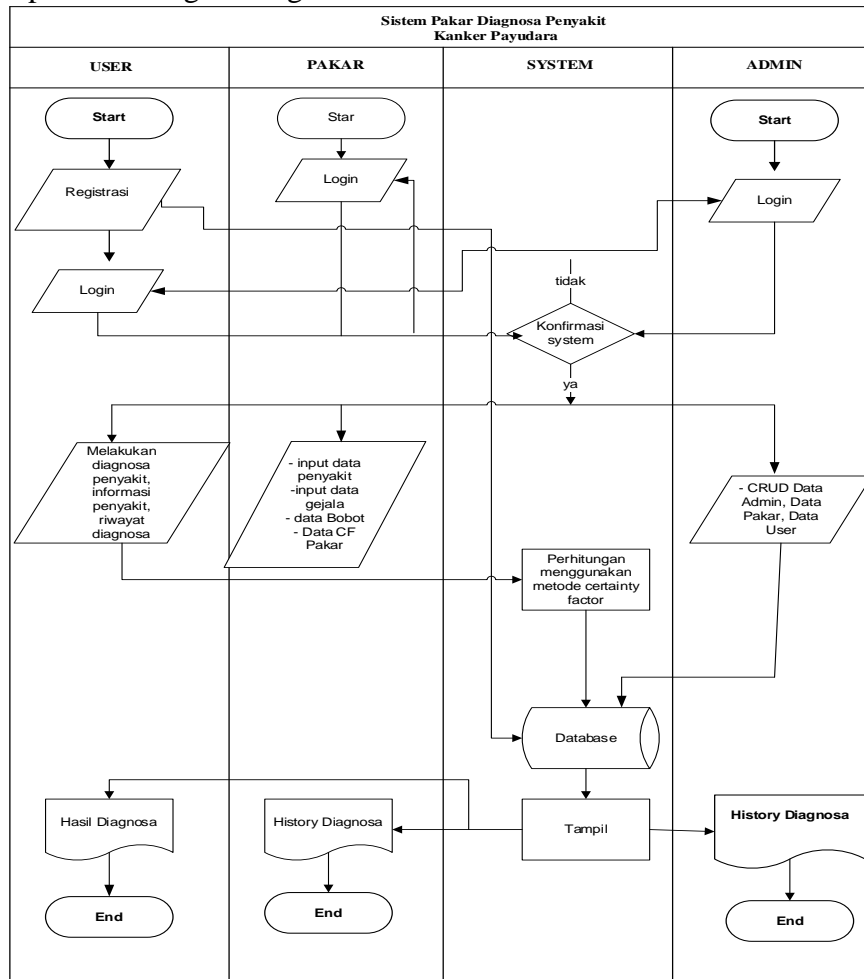 Sistem Pakar Diagnosa Penyakit
Kanker Payudara
USER
PAKAR
SYSTEM
ADMIN
Start
Star
Start
Registrasi
Login
Login
Login
tidak
Konfirmasi
system
ya
Melakukan
diagnosa
penyakit,
informasi
penyakit,
riwayat
diagnosa
- input data
penyakit
-input data
gejala
- data Bobot
- Data CF
Pakar
- CRUD Data
Admin, Data
Pakar, Data
User
Perhitungan
menggunakan
metode certainty
factor
Database
Hasil Diagnosa
History Diagnosa
Tampil
History Diagnosa
End
End
End